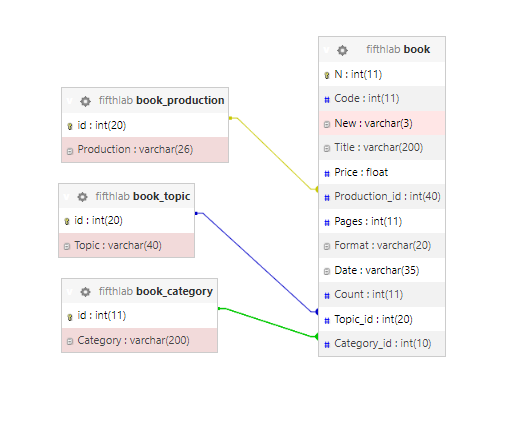 fifthlab book_production
id : int(20)
Production : varchar(26)
fifthlab book_topic
id : int(20)
Topic : varchar(40)
fifthlab book_category
id : int(11)
Category : varchar(200)
fifthlab book
N : int(11)
Code : int(11)
New : varchar(3)
Title : varchar(200)
Price : float
Production_id : int(40)
Pages : int(11)
Format : varchar(20)
Date : varchar(35)
Count : int(11)
Topic_id : int(20)
Category_id : int(10)